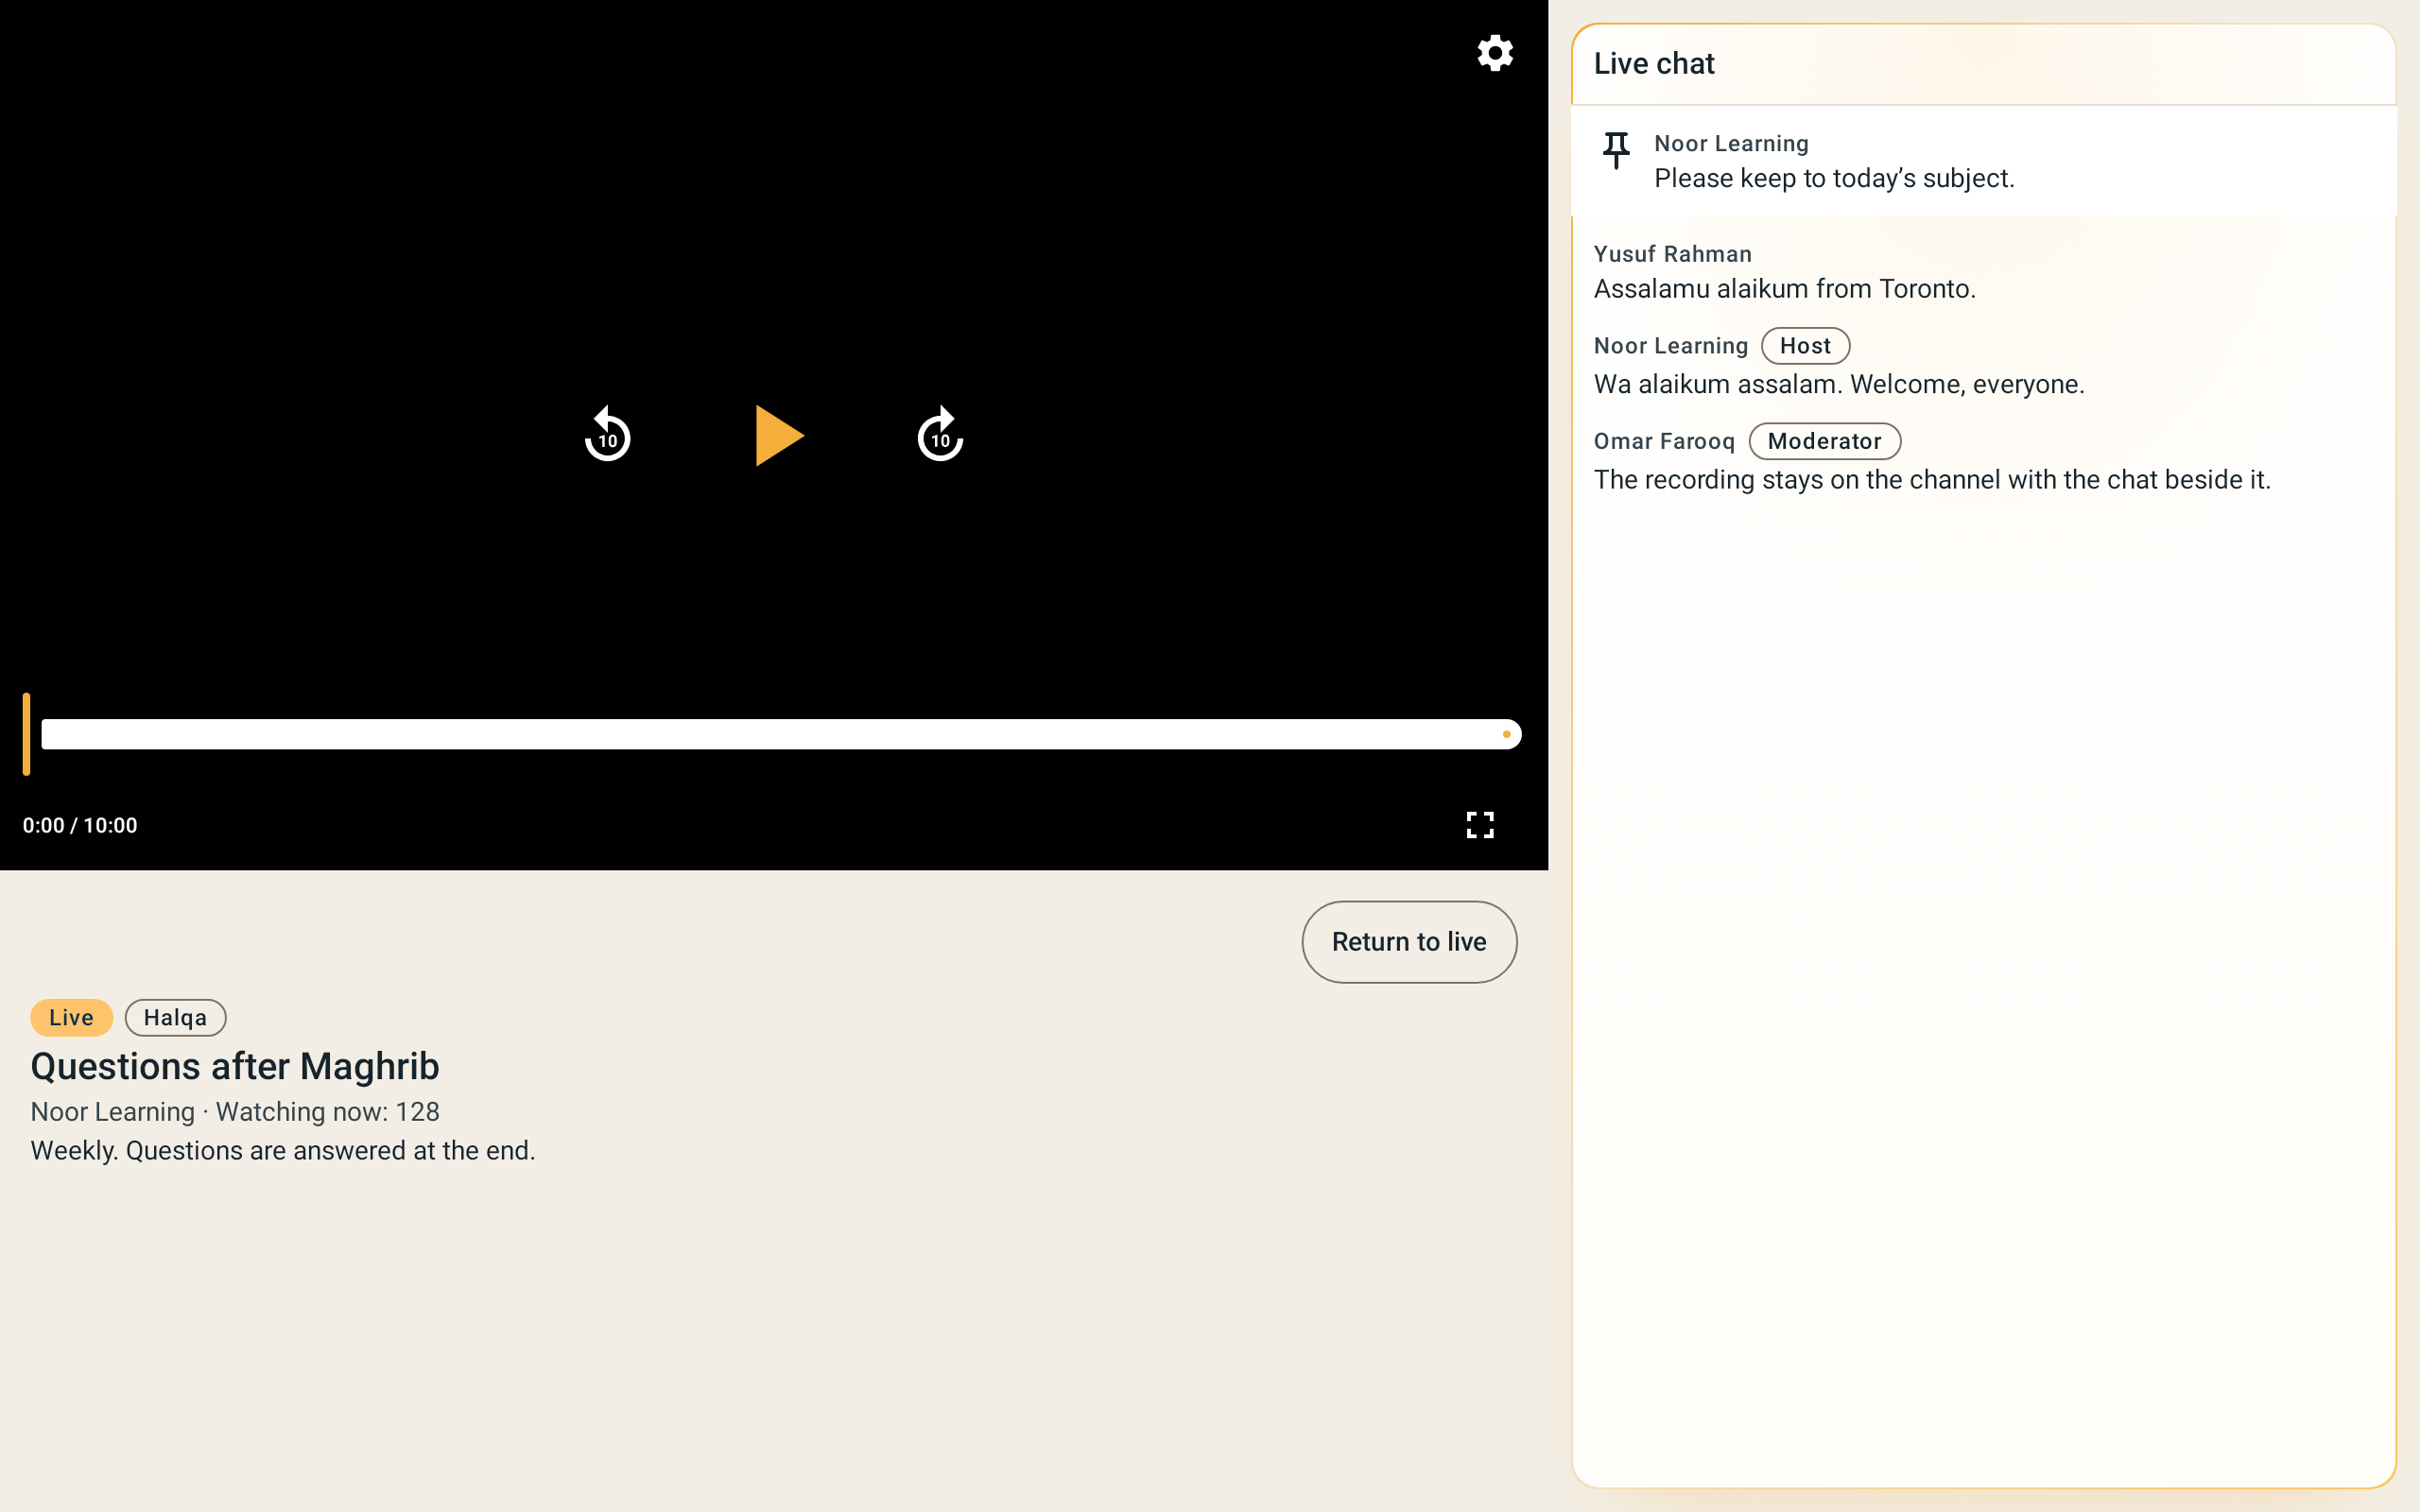 10
10
0:00 / 10:00
Return to live
Live
Halqa
Questions after Maghrib
Noor Learning · Watching now: 128
Weekly. Questions are answered at the end.
Live chat
Noor Learning
Please keep to today’s subject.
Yusuf Rahman
Assalamu alaikum from Toronto.
Noor Learning Host
Wa alaikum assalam. Welcome, everyone.
Omar Farooq Moderator
The recording stays on the channel with the chat beside it.